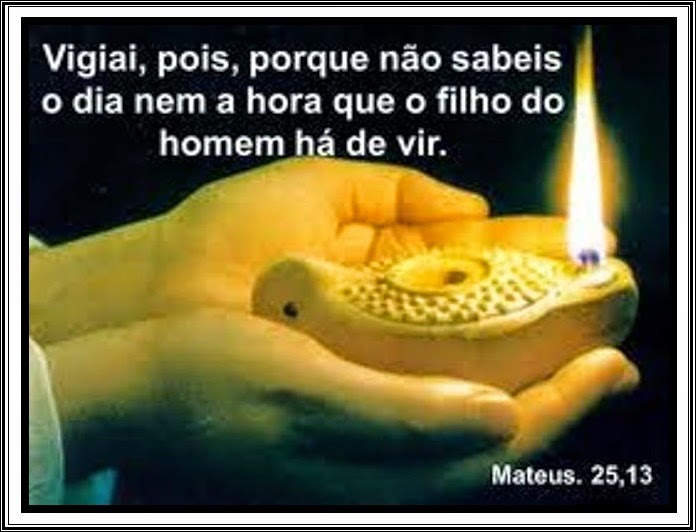 Vigiai, pois, porque não sabeis
o dia nem a hora que o filho do
homem há de vir.
Mateus. 25,13